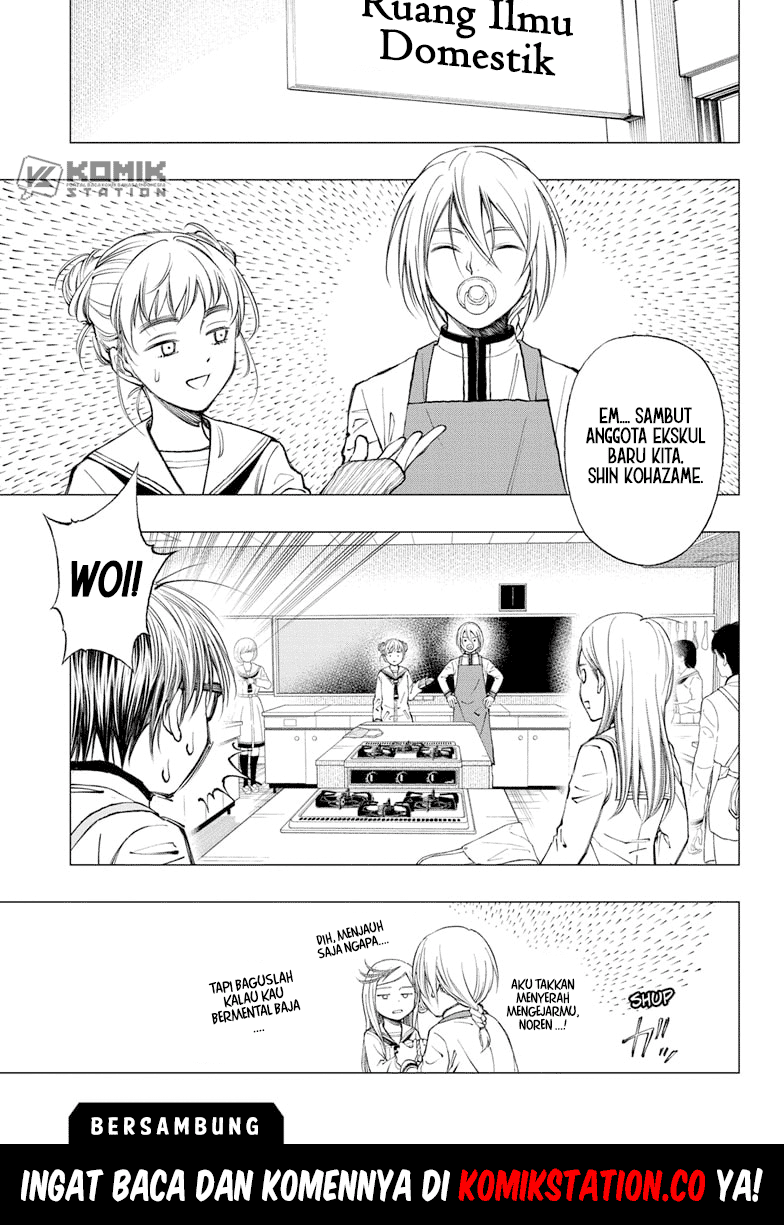 Ruang Ilmu
Domestik
KOMIK
STATION
EM.... SAMBUT
ANGGOTA EKSKUL
BARU KITA,
SHIN KOHAZAME.
WOI!
DIH, MENJAUH
SAJA NGAPA....
TAPI BAGUSLAH
KALAU KAU
BERMENTAL BAJA
....
AKU TAKKAN
MENYERAH
MENGEJARMU,
NOREN ...!
SHUP
ガッ
BERSAMBUNG
INGAT BACA DAN KOMENNYA DI KOMIKSTATION.CO YA!